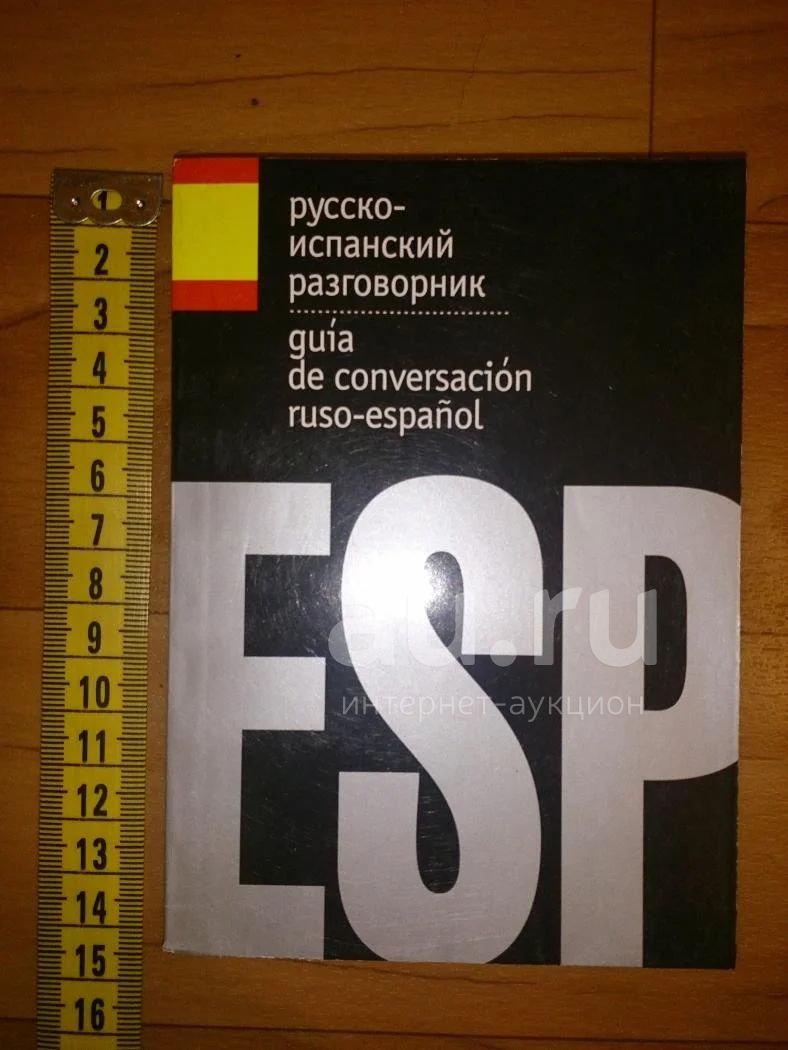 русско-
испанский
разговорник
guía
de conversación
ruso-español
ESP
au.ru
интернет-аукцион
1
2
3
4
5
6
7
8
9
10
11
12
13
14
15
16